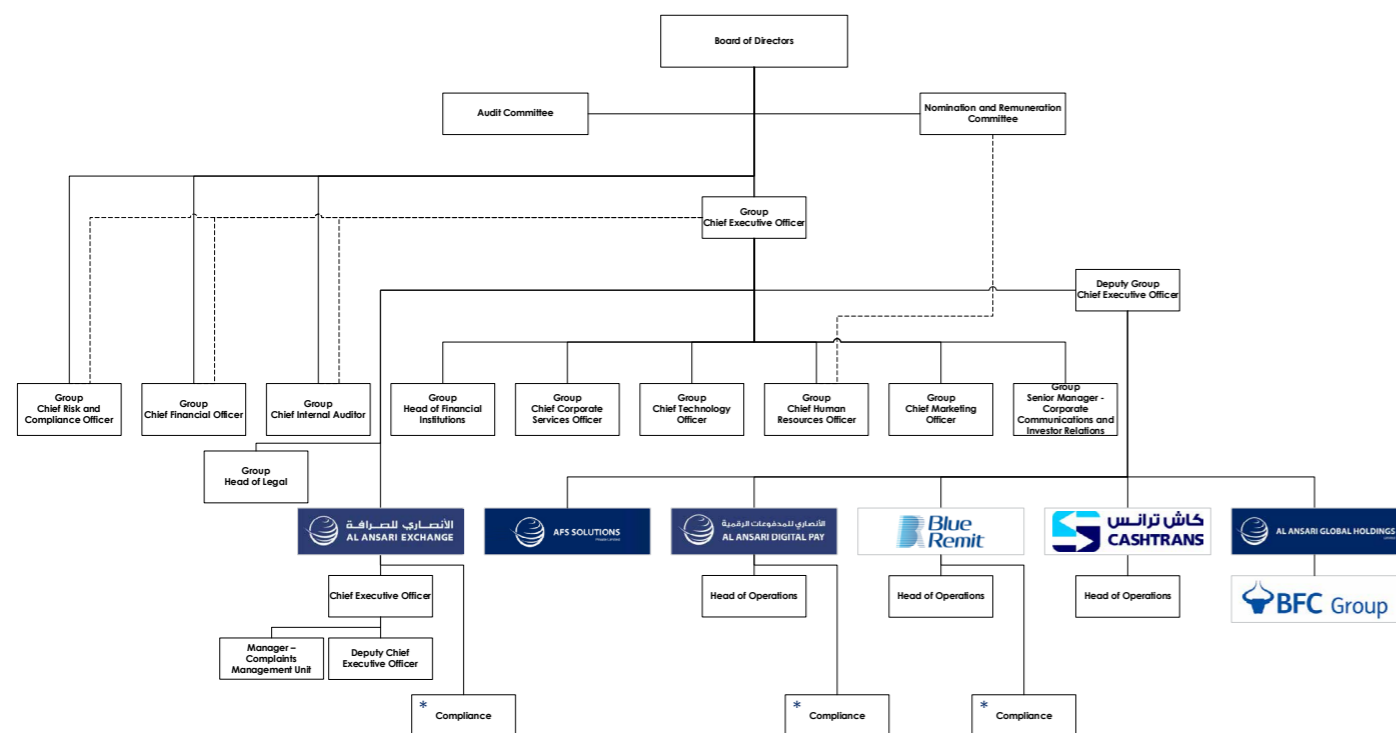 Board of Directors
Audit Committee
Nomination and Remuneration
Committee
Group
Chief Executive Officer
Deputy Group
Chief Executive Officer
Group
Chief Risk and
Compliance Officer
Group
Chief Financial Officer
Group
Chief Internal Auditor
Group
Head of Financial
Institutions
Group
Chief Corporate
Services Officer
Group
Chief Technology
Officer
Group
Chief Human
Resources Officer
Group
Chief Marketing
Officer
Group
Senior Manager -
Corporate
Communications and
Investor Relations
Group
Head of Legal
الأنصاري للصرافة
AL ANSARI EXCHANGE
AFS SOLUTIONS
الأنصاري للمدفوعات الرقمية
AL ANSARI DIGITAL PAY
Blue
Remit
كاش ترانس
CASHTRANS
AL ANSARI GLOBAL HOLDINGS
BFC Group
Chief Executive Officer
Head of Operations
Head of Operations
Head of Operations
Manager –
Complaints
Management Unit
Deputy Chief
Executive Officer
* Compliance
* Compliance
* Compliance